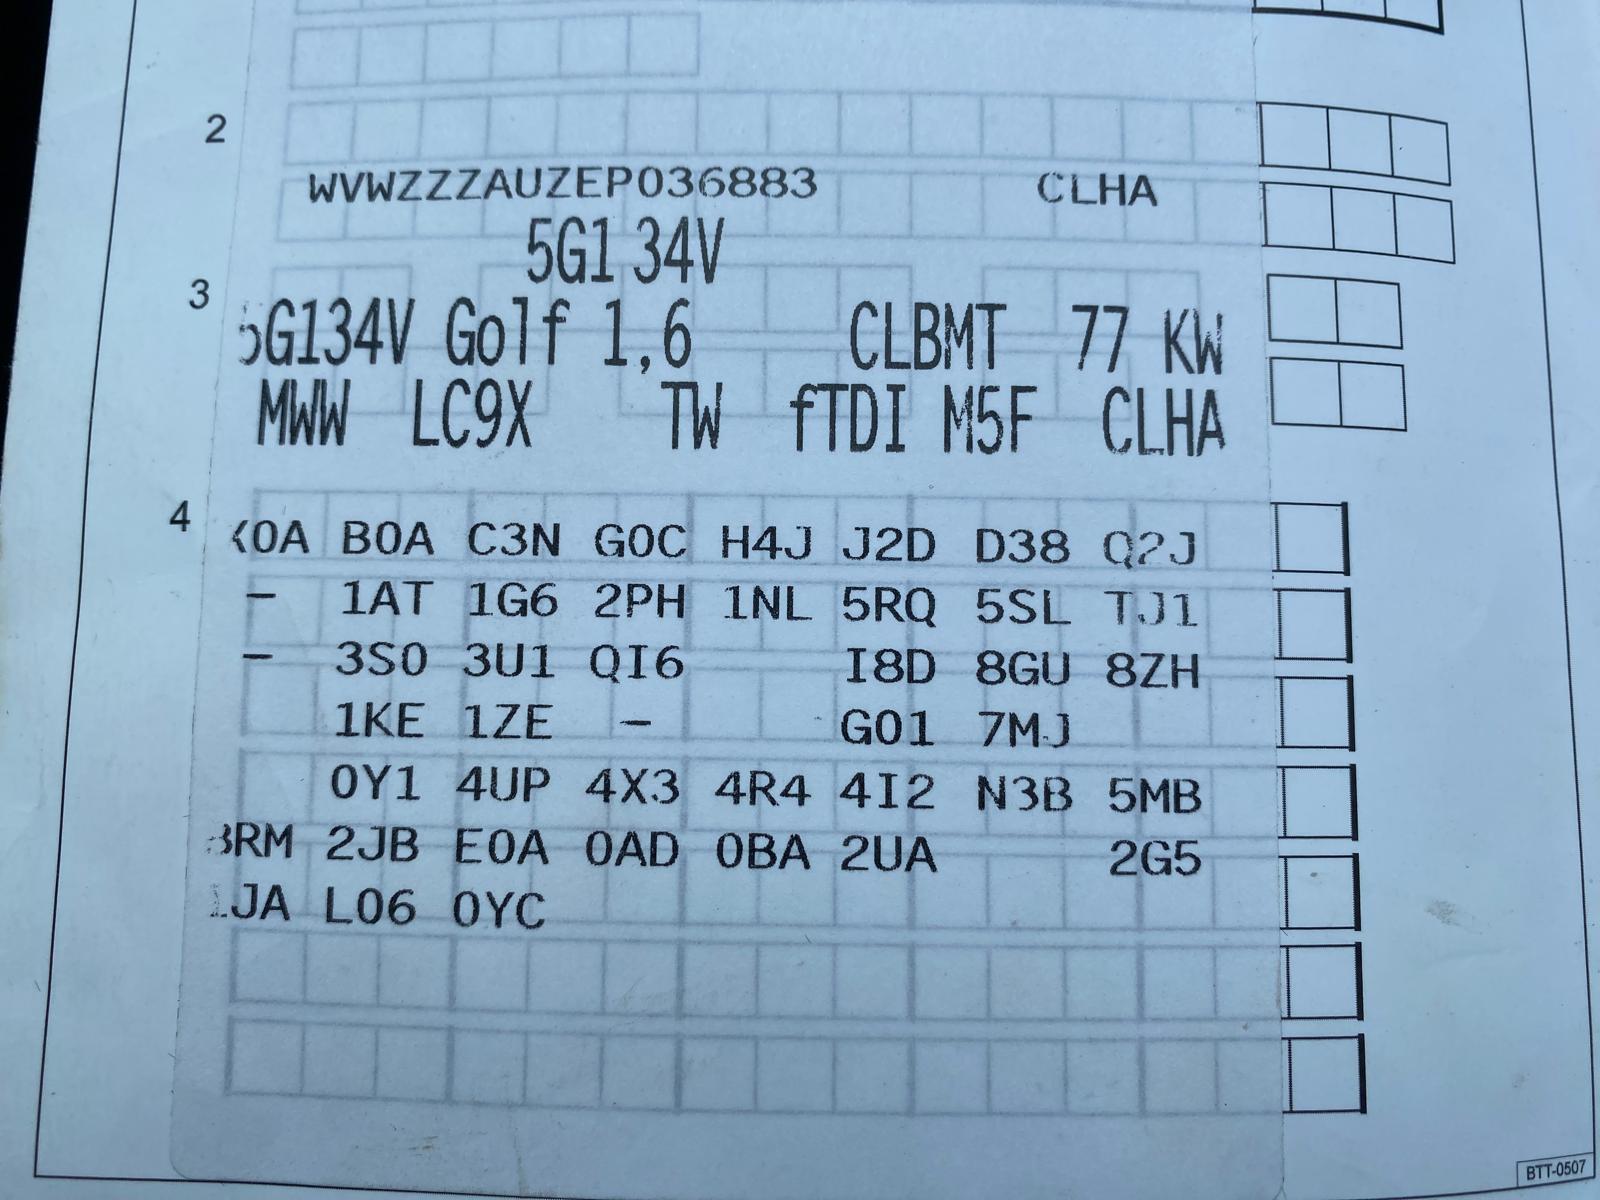 2
WVWZZZAUZEP036883 CLHA
5G1 34V
3
5G134V Golf 1,6 CLBMT 77 KW
MWW LC9X TW fTDI M5F CLHA
4
K0A B0A C3N G0C H4J J2D D38 Q2J
- 1AT 1G6 2PH 1NL 5RQ 5SL TJ1
- 3S0 3U1 QI6 I8D 8GU 8ZH
1KE 1ZE - G01 7MJ
0Y1 4UP 4X3 4R4 4I2 N3B 5MB
8RM 2JB E0A 0AD 0BA 2UA 2G5
1JA L06 0YC
BTT-0507